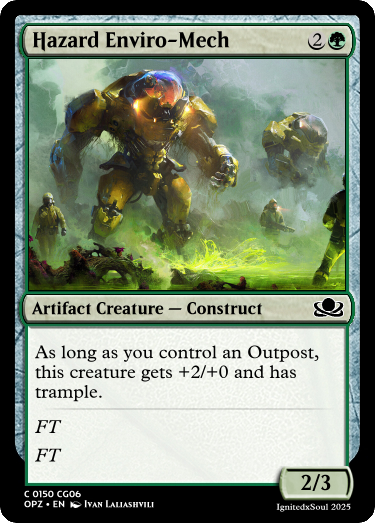 Hazard Enviro-Mech 2
Artifact Creature — Construct
As long as you control an Outpost,
this creature gets +2/+0 and has
trample.
FT
FT
2/3
C 0150 CG06
OPZ • EN Ivan Laliashvili
IgnitedxSoul 2025